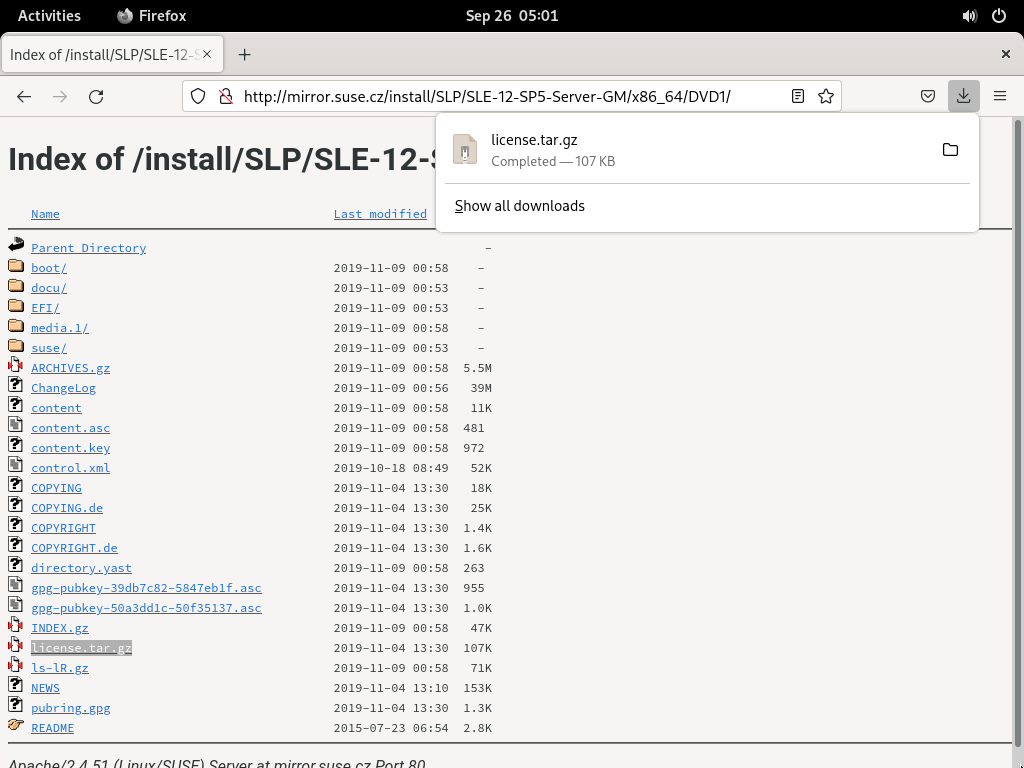 Activities Firefox Sep 26 05:01
Index of /install/SLP/SLE-12-S
http://mirror.suse.cz/install/SLP/SLE-12-SP5-Server-GM/x86_64/DVD1/
license.tar.gz
Completed — 107 KB
Show all downloads
Index of /install/SLP/SLE-12-
Name Last modified
Parent Directory -
boot/ 2019-11-09 00:58 -
docu/ 2019-11-09 00:53 -
EFI/ 2019-11-09 00:53 -
media.1/ 2019-11-09 00:58 -
suse/ 2019-11-09 00:53 -
ARCHIVES.gz 2019-11-09 00:58 5.5M
ChangeLog 2019-11-09 00:56 39M
content 2019-11-09 00:58 11K
content.asc 2019-11-09 00:58 481
content.key 2019-11-09 00:58 972
control.xml 2019-10-18 08:49 52K
COPYING 2019-11-04 13:30 18K
COPYING.de 2019-11-04 13:30 25K
COPYRIGHT 2019-11-04 13:30 1.4K
COPYRIGHT.de 2019-11-04 13:30 1.6K
directory.yast 2019-11-09 00:58 263
gpg-pubkey-39db7c82-5847eb1f.asc 2019-11-04 13:30 955
gpg-pubkey-50a3dd1c-50f35137.asc 2019-11-04 13:30 1.0K
INDEX.gz 2019-11-09 00:58 47K
license.tar.gz 2019-11-04 13:30 107K
ls-lR.gz 2019-11-09 00:58 71K
NEWS 2019-11-04 13:10 153K
pubring.gpg 2019-11-04 13:30 1.3K
README 2015-07-23 06:54 2.8K
Apache/2.4.51 (Linux/SUSE) Server at mirror.suse.cz Port 80